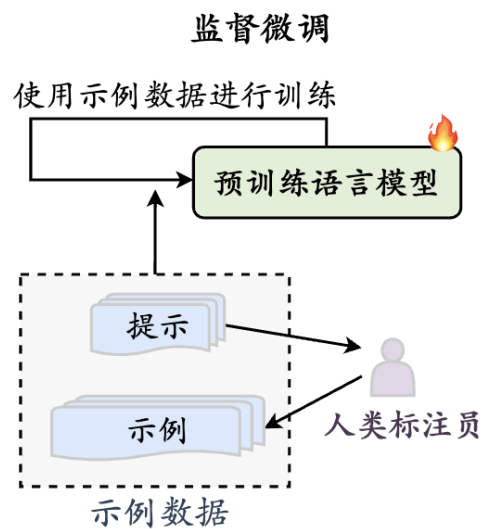 监督微调
使用示例数据进行训练
预训练语言模型
提示
示例
人类标注员
示例数据